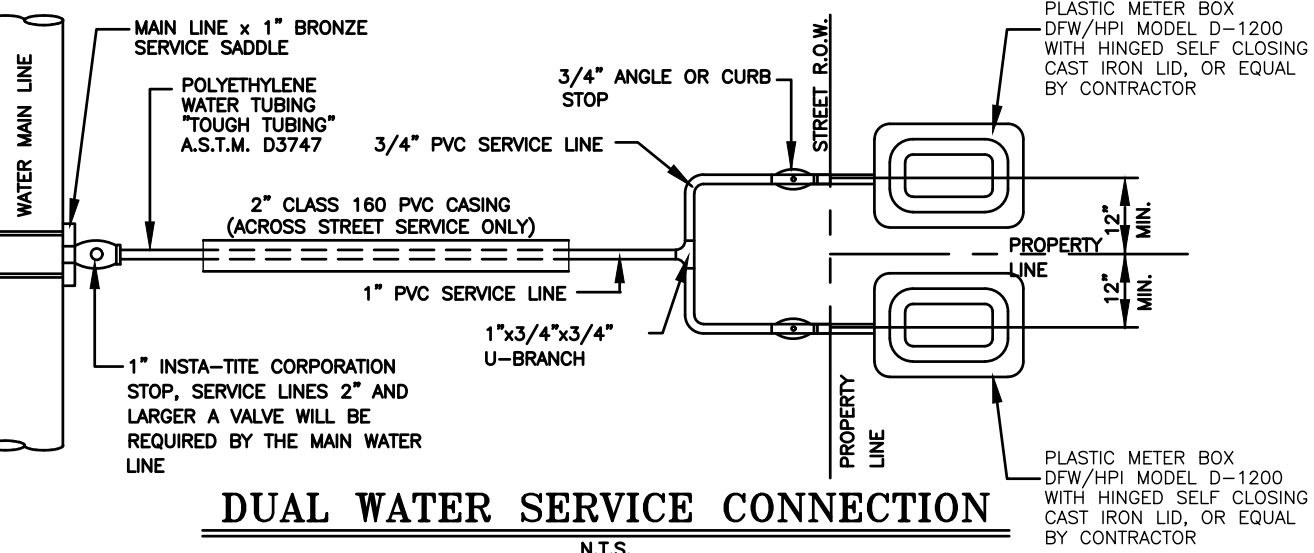 MAIN LINE x 1" BRONZE
SERVICE SADDLE
WATER MAIN LINE
POLYETHYLENE
WATER TUBING
"TOUGH TUBING"
A.S.T.M. D3747
3/4" PVC SERVICE LINE
3/4" ANGLE OR CURB
STOP
STREET R.O.W.
PLASTIC METER BOX
DFW/HPI MODEL D-1200
WITH HINGED SELF CLOSING
CAST IRON LID, OR EQUAL
BY CONTRACTOR
2" CLASS 160 PVC CASING
(ACROSS STREET SERVICE ONLY)
12"
MIN.
PROPERTY
LINE
12"
MIN.
1" PVC SERVICE LINE
1"x3/4"x3/4"
U-BRANCH
1" INSTA-TITE CORPORATION
STOP, SERVICE LINES 2" AND
LARGER A VALVE WILL BE
REQUIRED BY THE MAIN WATER
LINE
PROPERTY
LINE
PLASTIC METER BOX
DFW/HPI MODEL D-1200
WITH HINGED SELF CLOSING
CAST IRON LID, OR EQUAL
BY CONTRACTOR
DUAL WATER SERVICE CONNECTION
N.T.S.